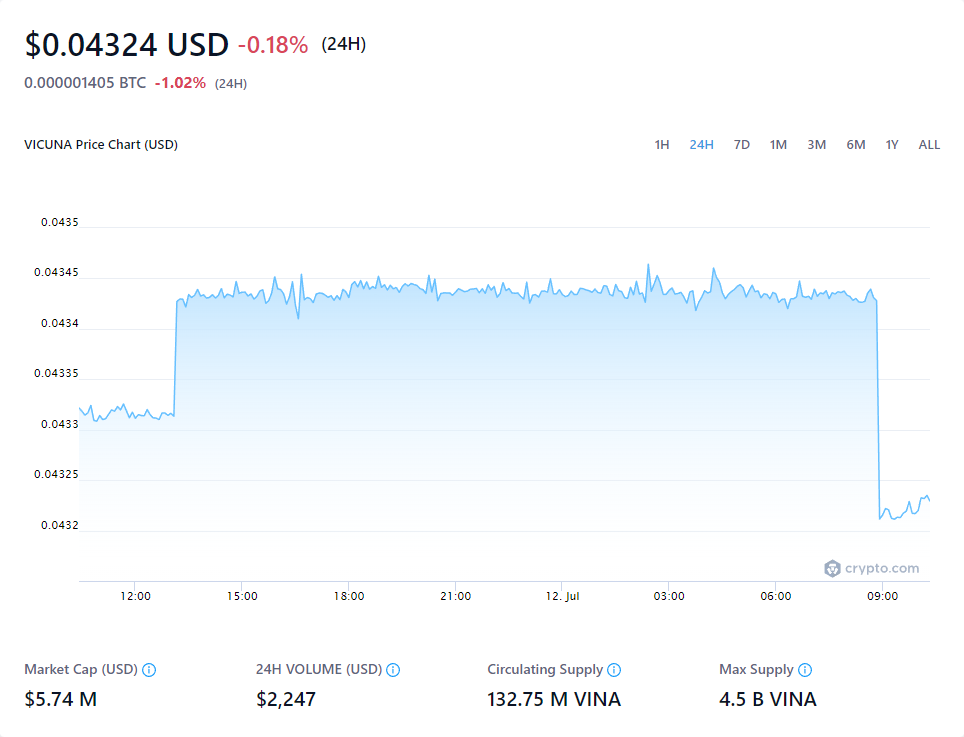 $0.04324 USD -0.18% (24H)
0.000001405 BTC -1.02% (24H)
VICUNA Price Chart (USD)
1H 24H 7D 1M 3M 6M 1Y ALL
0.0435
0.04345
0.0434
0.04335
0.0433
0.04325
0.0432
crypto.com
12:00 15:00 18:00 21:00 12. Jul 03:00 06:00 09:00
Market Cap (USD) 24H VOLUME (USD) Circulating Supply Max Supply
$5.74 M $2,247 132.75 M VINA 4.5 B VINA